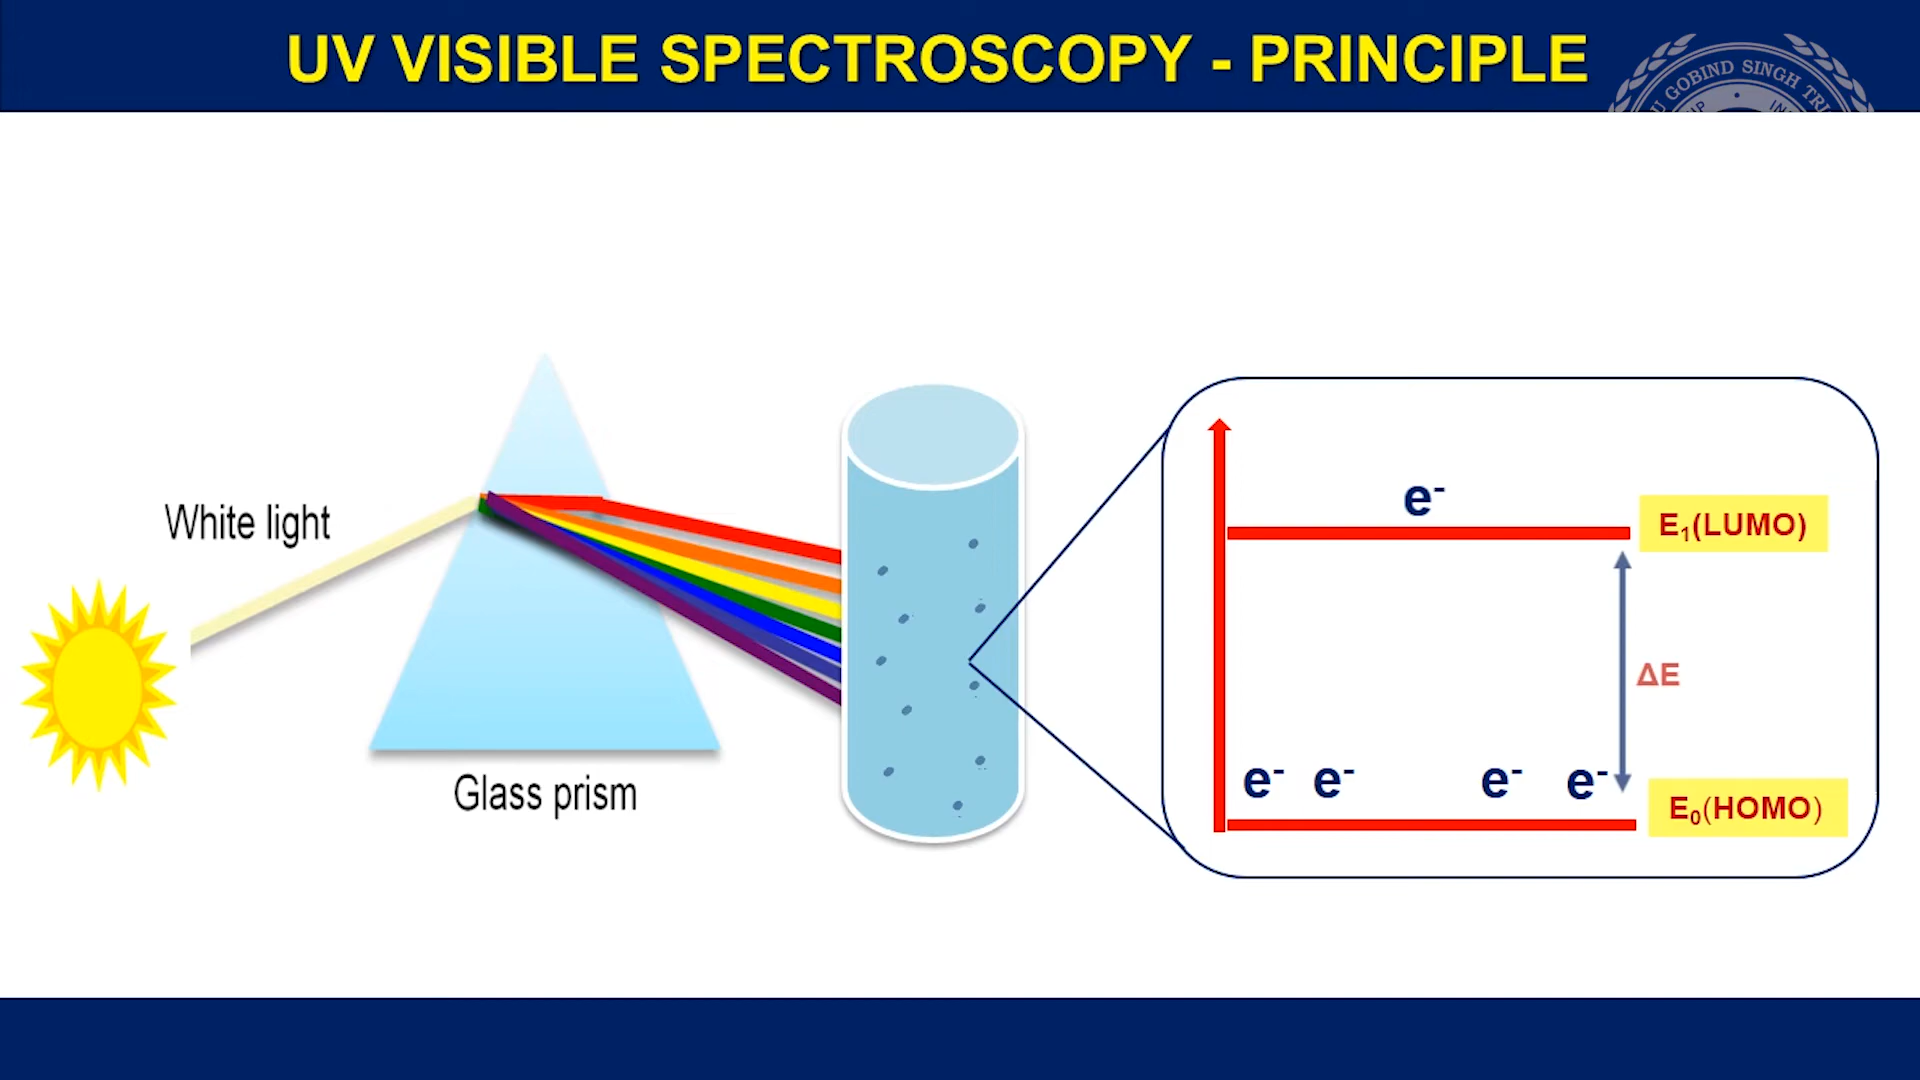 UV VISIBLE SPECTROSCOPY - PRINCIPLE
GOBIND SINGH
White light
Glass prism
e⁻
E₁(LUMO)
ΔE
e⁻ e⁻ e⁻ e⁻
E₀(HOMO)